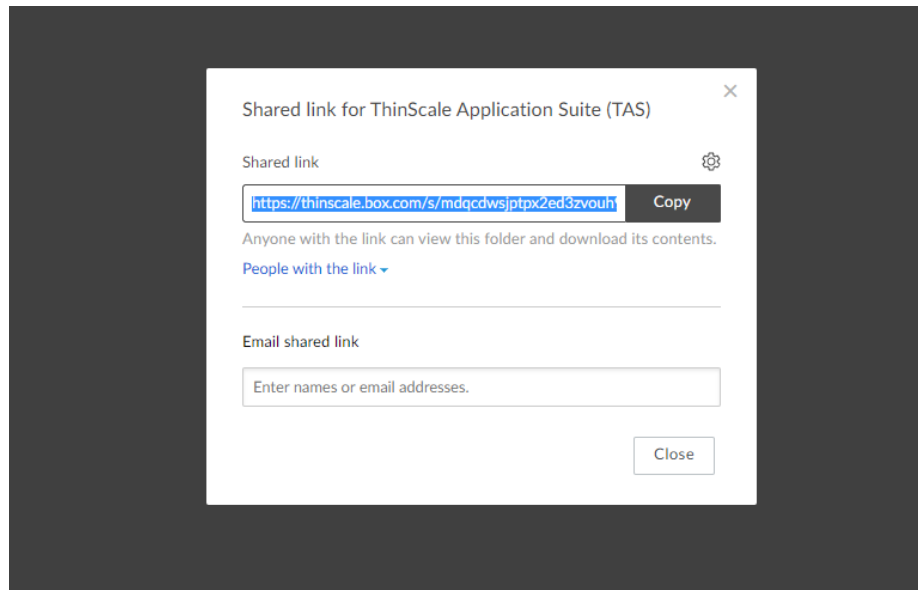 Shared link for ThinScale Application Suite (TAS)
Shared link
https://thinscale.box.com/s/mdqcdwsjptpx2ed3zvouh
Copy
Anyone with the link can view this folder and download its contents.
People with the link
Email shared link
Enter names or email addresses.
Close